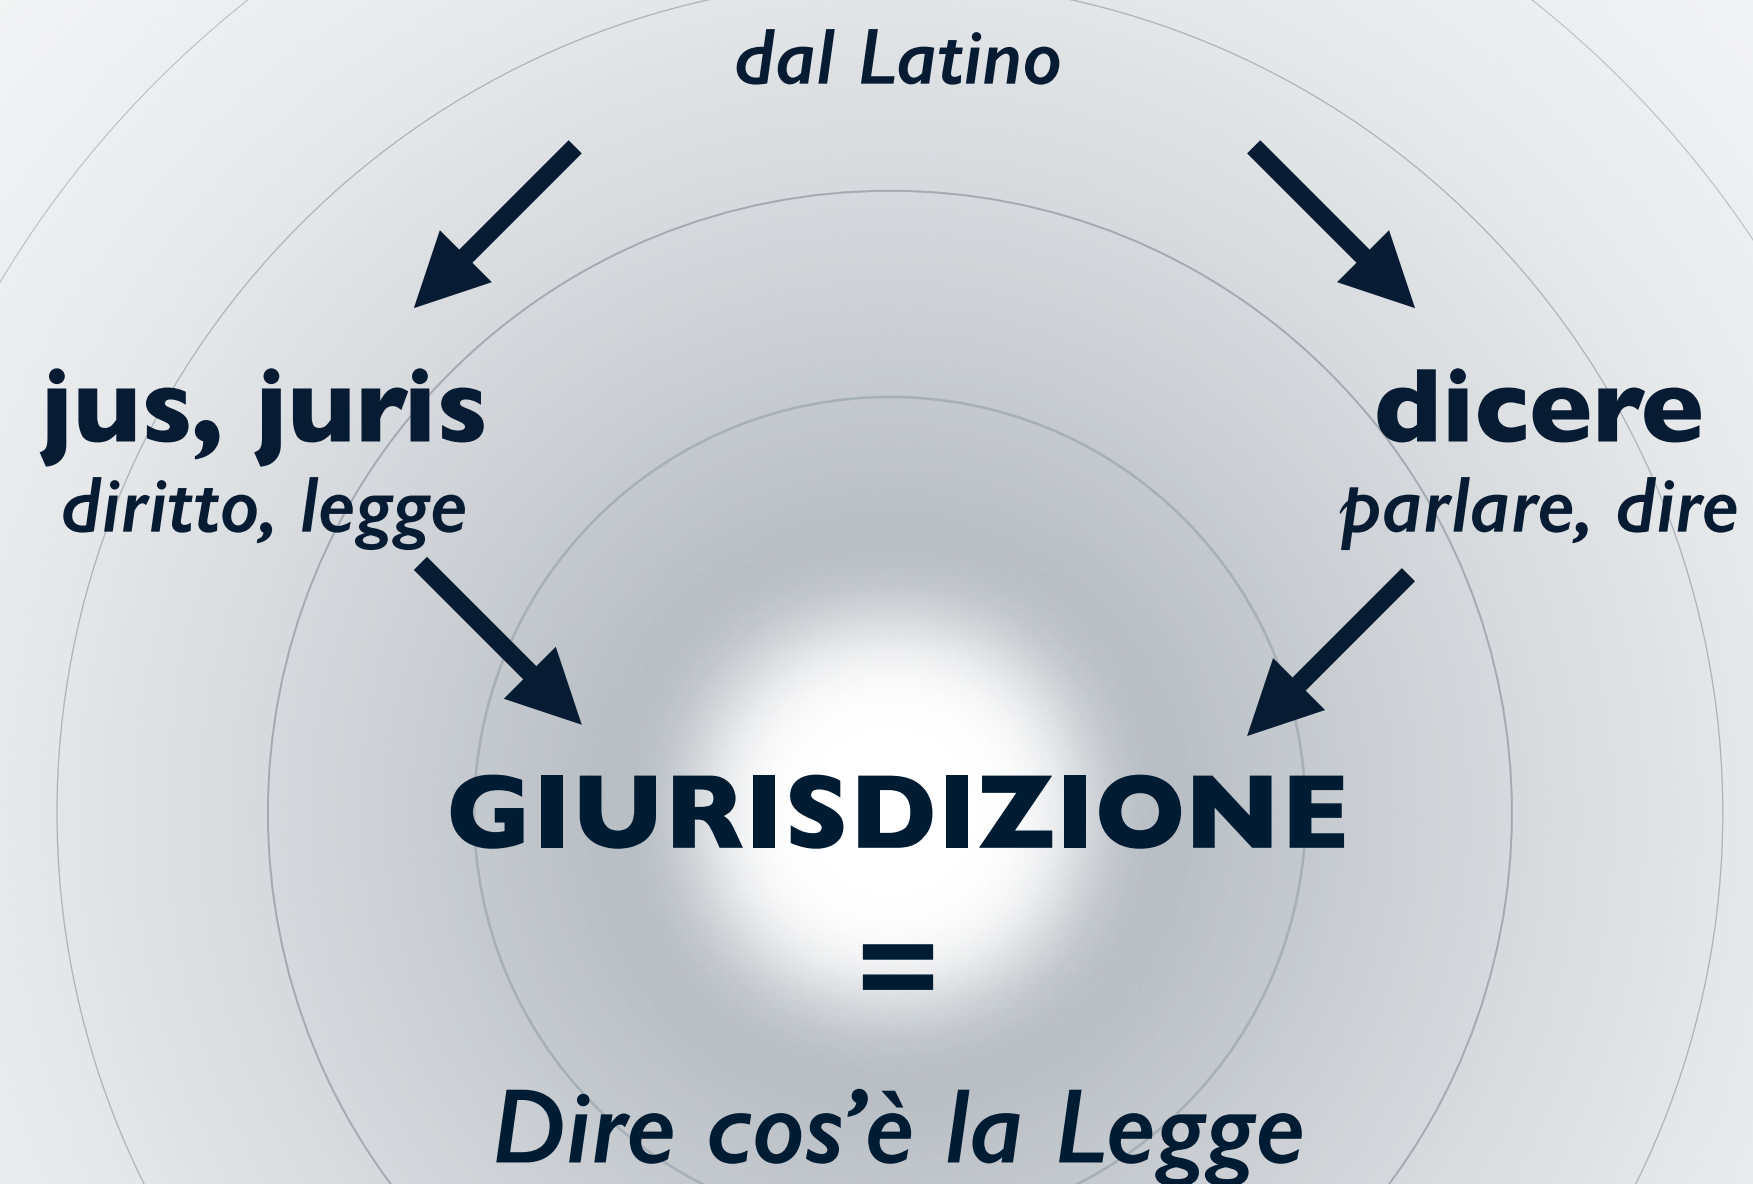 dal Latino
jus, juris
diritto, legge
dicere
parlare, dire
GIURISDIZIONE
=
Dire cos’è la Legge